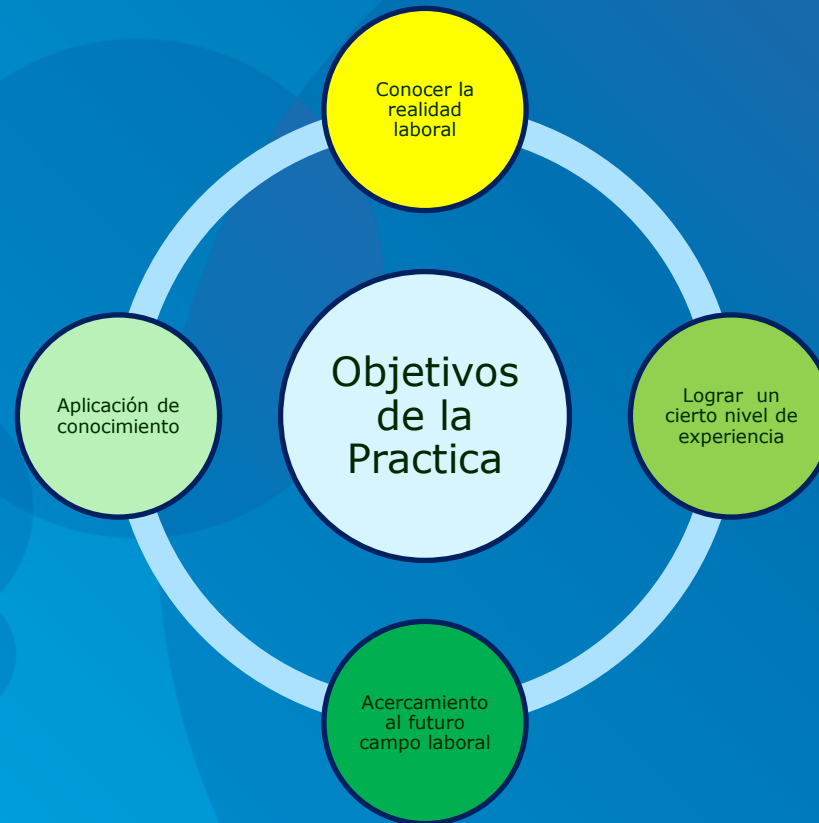 Conocer la
realidad
laboral
Objetivos
de la
Practica
Aplicación de
conocimiento
Lograr un
cierto nivel de
experiencia
Acercamiento
al futuro
campo laboral